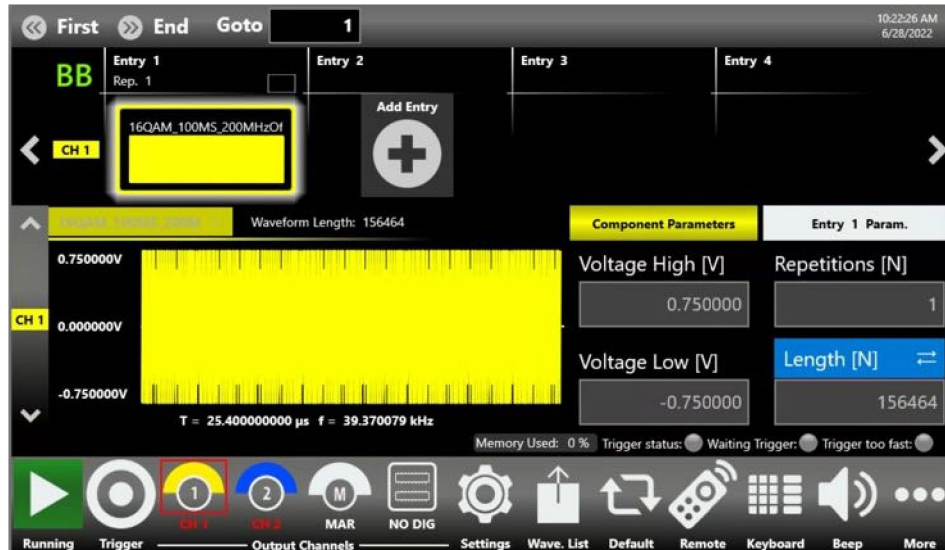 First End Goto 1
10:22:26 AM
6/28/2022
BB
Entry 1
Rep. 1
Entry 2
Entry 3
Entry 4
CH 1
16QAM_100MS_200MHzOf
Add Entry
Waveform Length: 156464
Component Parameters
Entry 1 Param.
CH 1
0.750000V
0.000000V
-0.750000V
T = 25.400000000 µs f = 39.370079 kHz
Voltage High [V]
0.750000
Repetitions [N]
1
Voltage Low [V]
-0.750000
Length [N]
156464
Memory Used: 0 % Trigger status: Waiting Trigger: Trigger too fast:
1
2
M
CH 1
CH 2
MAR
NO DIG
Running Trigger Output Channels Settings Wave. List Default Remote Keyboard Beep More